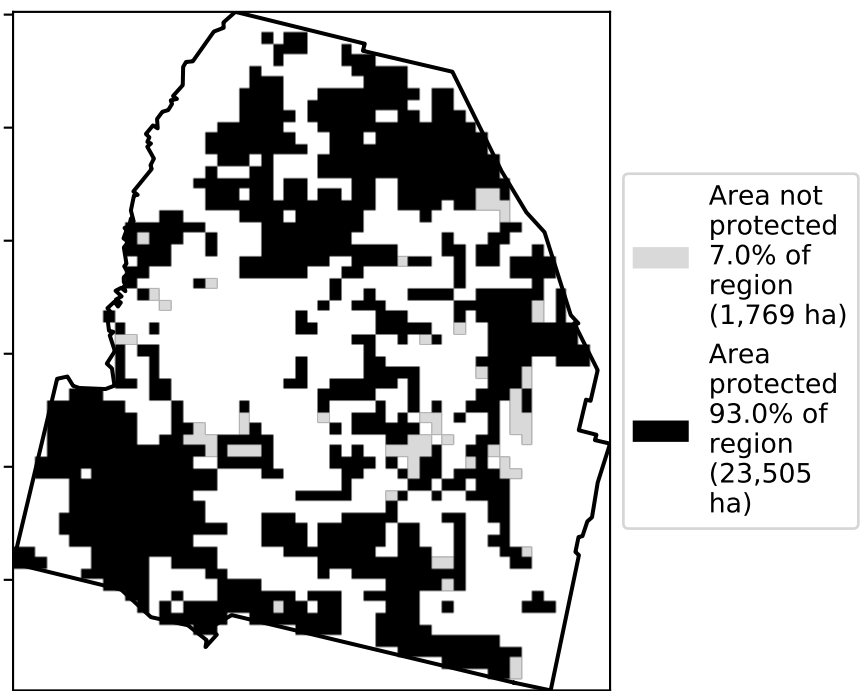 Area not
protected
7.0% of
region
(1,769 ha)
Area
protected
93.0% of
region
(23,505
ha)